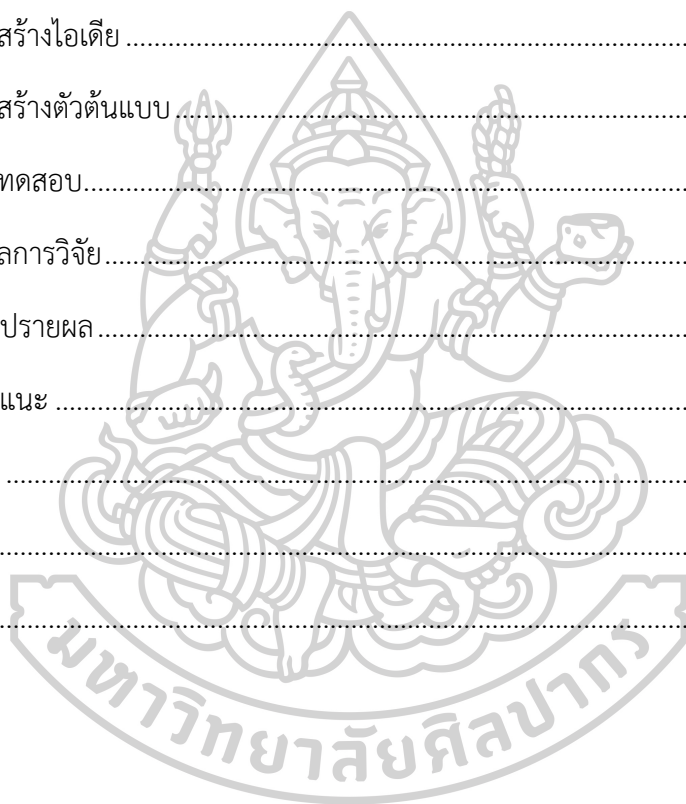 สร้างไอเดีย ........................................................................
สร้างตัวต้นแบบ ................................................................
ทดสอบ..............................................................................
ลการวิจัย...........................................................................
ปรายผล ............................................................................
แนะ ...................................................................................
..........................................................................................
..........................................................................................
..........................................................................................
มหาวิทยาลัยศิลปากร